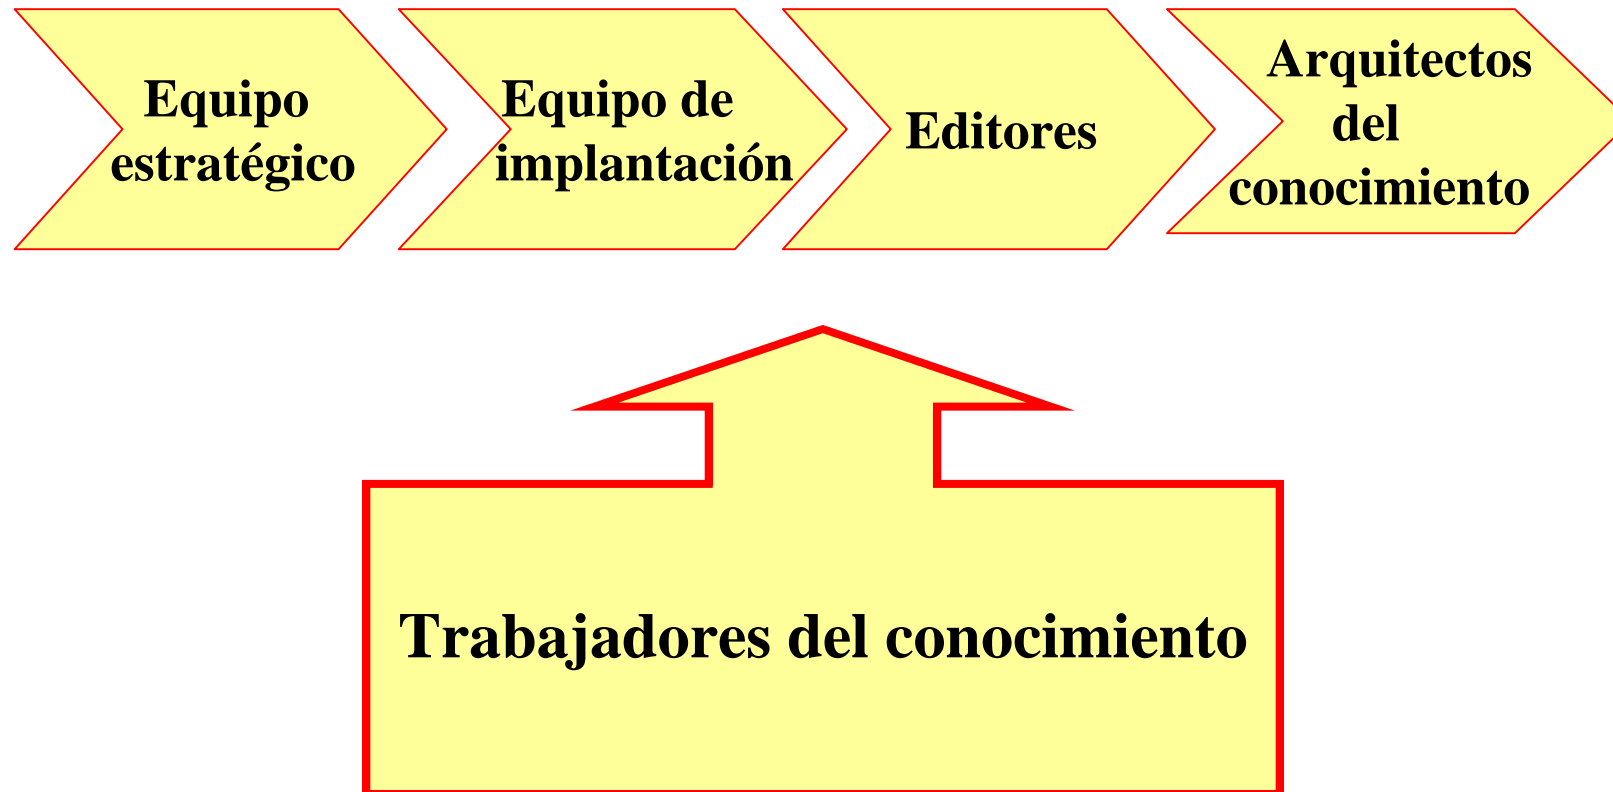 Equipo
estratégico
Equipo de
implantación
Editores
Arquitectos
del
conocimiento
Trabajadores del conocimiento